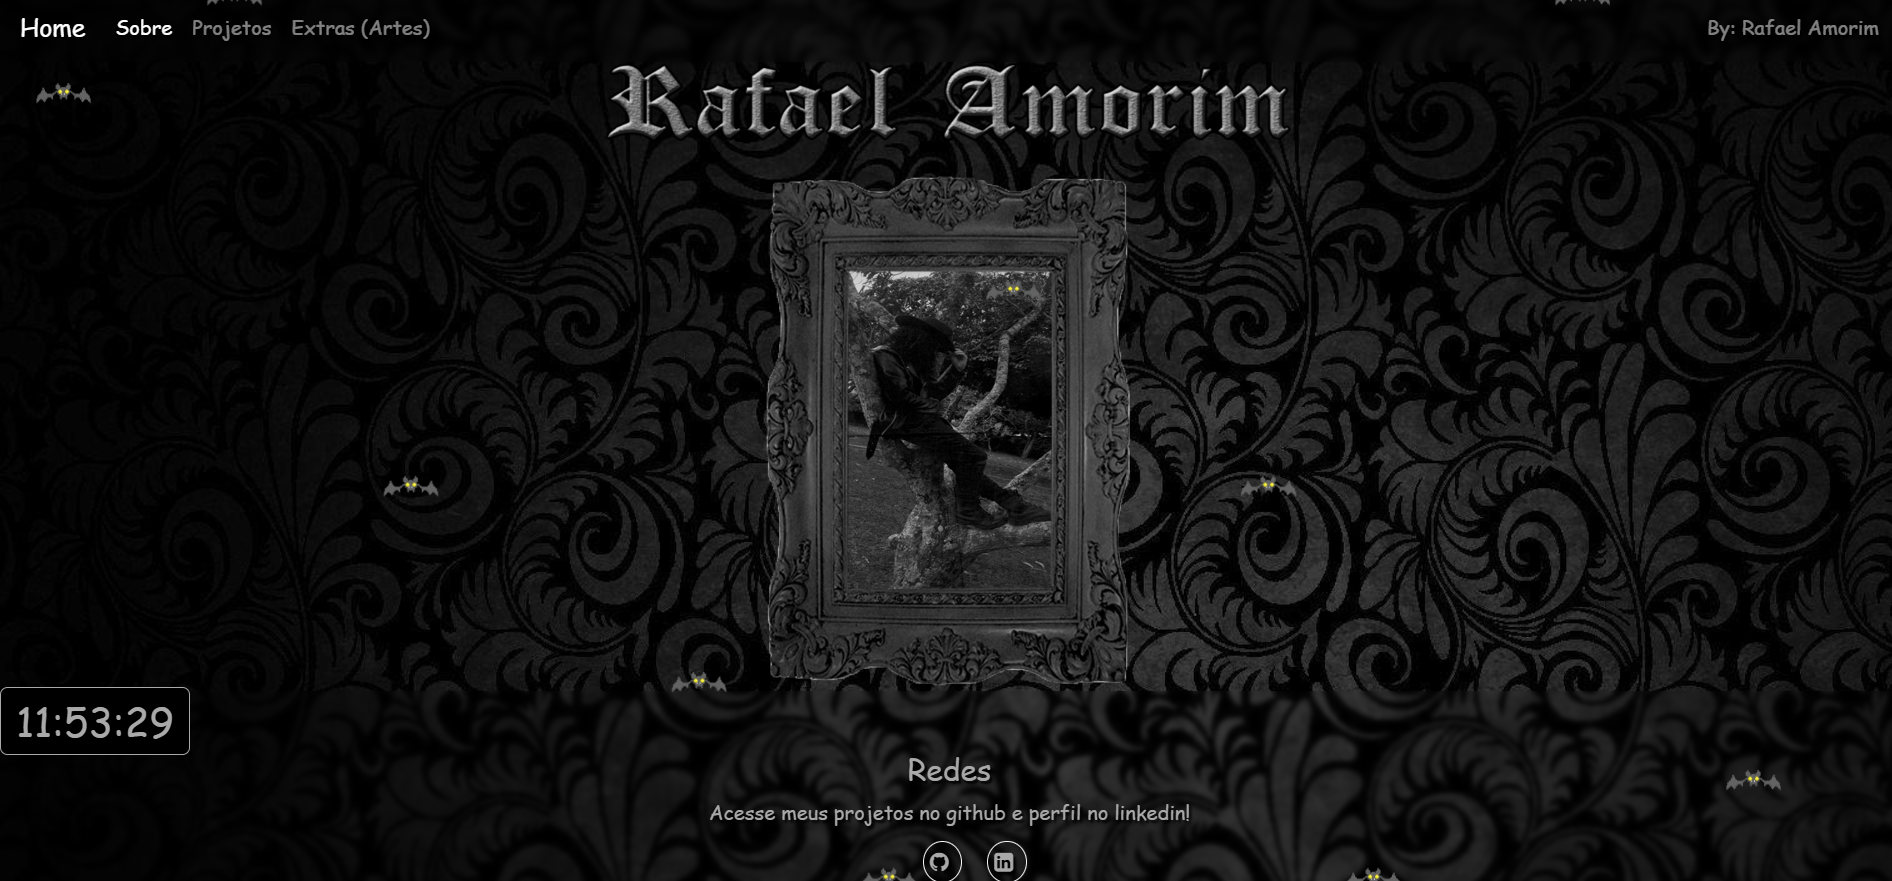 Home Sobre Projetos Extras (Artes) By: Rafael Amorim
Rafael Amorim
11:53:29
Redes
Acesse meus projetos no github e perfil no linkedin!
in